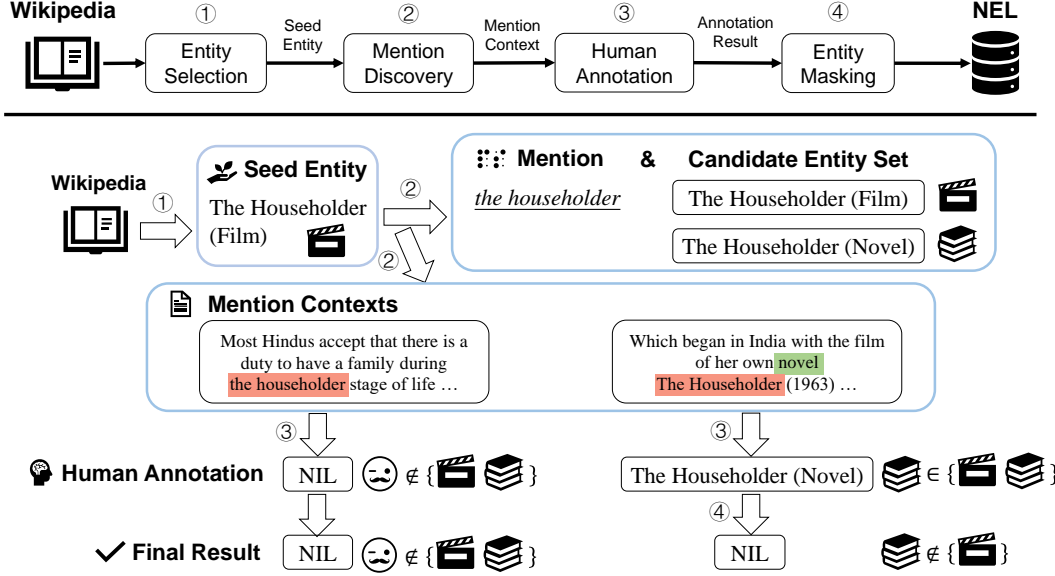 Wikipedia
①
②
③
④
NEL
Entity
Selection
Seed
Entity
Mention
Discovery
Mention
Context
Human
Annotation
Annotation
Result
Entity
Masking
Wikipedia
①
Seed Entity
The Householder
(Film)
②
②
Mention & Candidate Entity Set
the householder
The Householder (Film)
The Householder (Novel)
Mention Contexts
Most Hindus accept that there is a
duty to have a family during
the householder stage of life …
Which began in India with the film
of her own novel
The Householder (1963) …
③
③
Human Annotation
NIL
∉ { }
The Householder (Novel)
∈ { }
④
Final Result
NIL
∉ { }
NIL
∉ { }